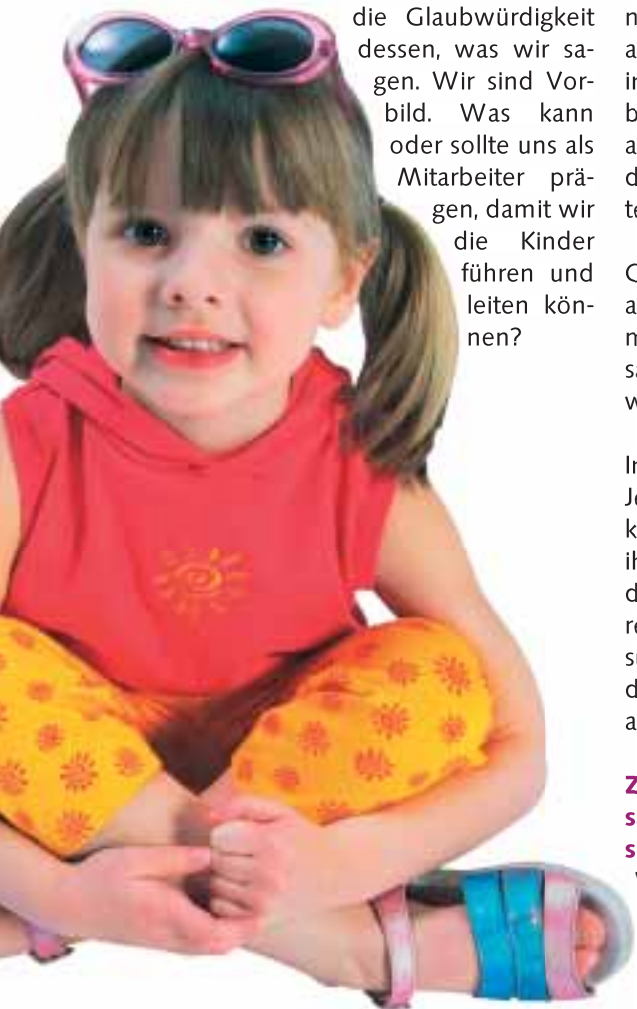 die Glaubwürdigkeit
dessen, was wir sa-
gen. Wir sind Vor-
bild. Was kann
oder sollte uns als
Mitarbeiter prä-
gen, damit wir
die Kinder
führen und
leiten kön-
nen?